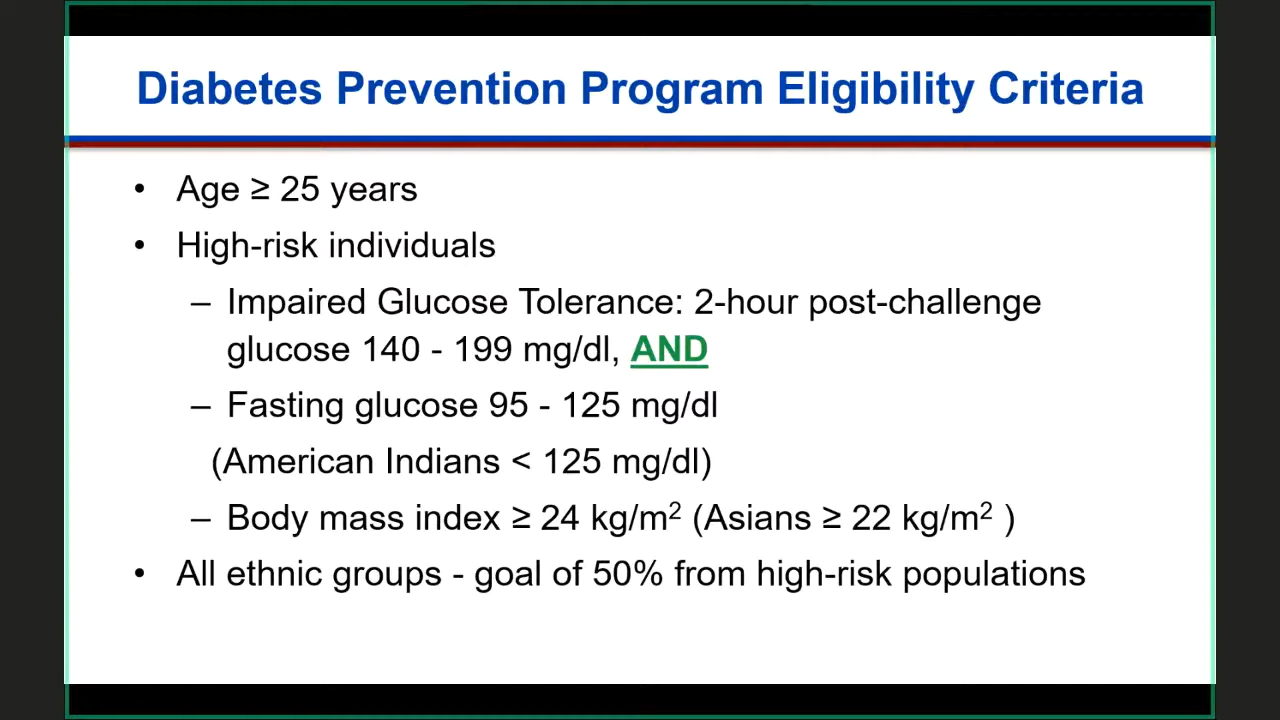 Diabetes Prevention Program Eligibility Criteria
• Age ≥ 25 years
• High-risk individuals
– Impaired Glucose Tolerance: 2-hour post-challenge
glucose 140 - 199 mg/dl, AND
– Fasting glucose 95 - 125 mg/dl
(American Indians < 125 mg/dl)
– Body mass index ≥ 24 kg/m² (Asians ≥ 22 kg/m² )
• All ethnic groups - goal of 50% from high-risk populations